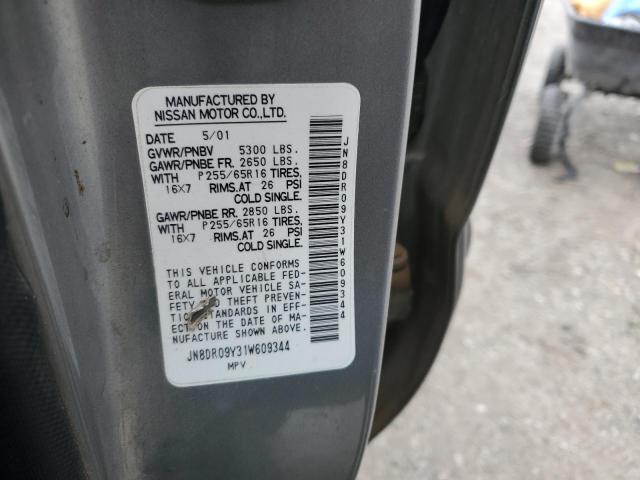 MANUFACTURED BY
NISSAN MOTOR CO.,LTD.
DATE 5/01
GVWR/PNBV 5300 LBS.
GAWR/PNBE FR. 2650 LBS.
WITH P255/65R16 TIRES,
16X7 RIMS,AT 26 PSI
COLD SINGLE.
GAWR/PNBE RR. 2850 LBS.
WITH P255/65R16 TIRES,
16X7 RIMS,AT 26 PSI
COLD SINGLE.
THIS VEHICLE CONFORMS
TO ALL APPLICABLE FED-
ERAL MOTOR VEHICLE SA-
FETY THEFT PREVEN-
TION STANDARDS IN EFF-
ECT ON THE DATE OF MA-
NUFACTURE SHOWN ABOVE.
JN8DR09Y31W609344
MPV
JN8DR09Y31W609344